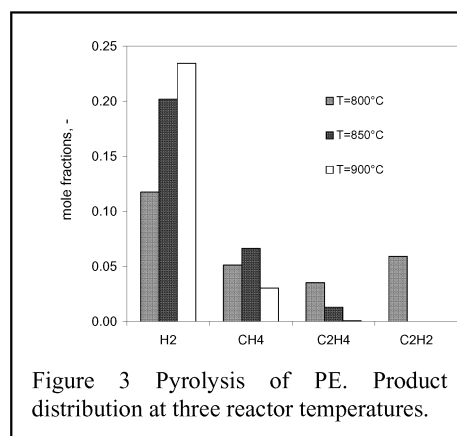 0.25
0.20
0.15
0.10
0.05
0.00
mole fractions, -
T=800°C
T=850°C
T=900°C
H2 CH4 C2H4 C2H2
Figure 3 Pyrolysis of PE. Product
distribution at three reactor temperatures.